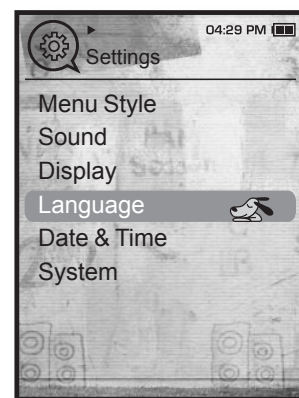 04:29 PM
Settings
Menu Style
Sound
Display
Language
Date & Time
System